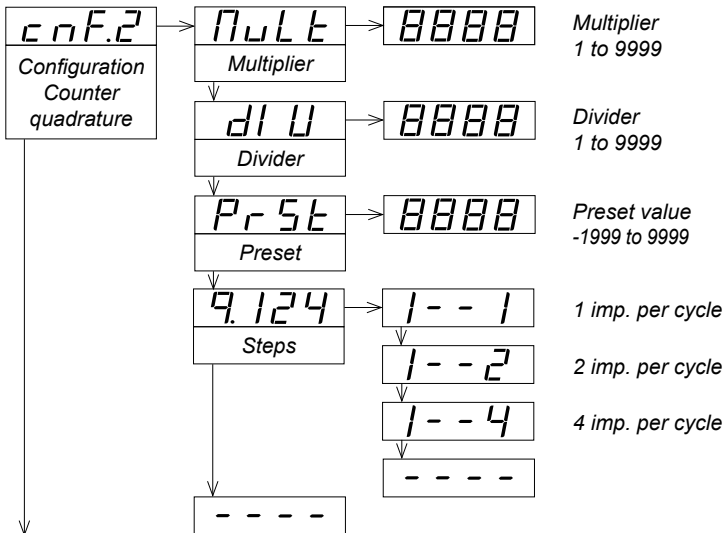 cnF.2
Configuration
Counter
quadrature
MuLt
Multiplier
8888
Multiplier
1 to 9999
dIU
Divider
8888
Divider
1 to 9999
PrSt
Preset
8888
Preset value
-1999 to 9999
q.124
Steps
1--1
1 imp. per cycle
1--2
2 imp. per cycle
1--4
4 imp. per cycle
----
----